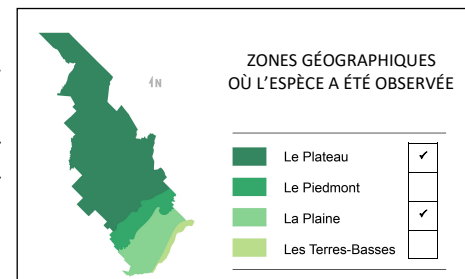 ZONES GÉOGRAPHIQUES
OÙ L'ESPÈCE A ÉTÉ OBSERVÉE
N
Le Plateau ✓
Le Piedmont
La Plaine ✓
Les Terres-Basses